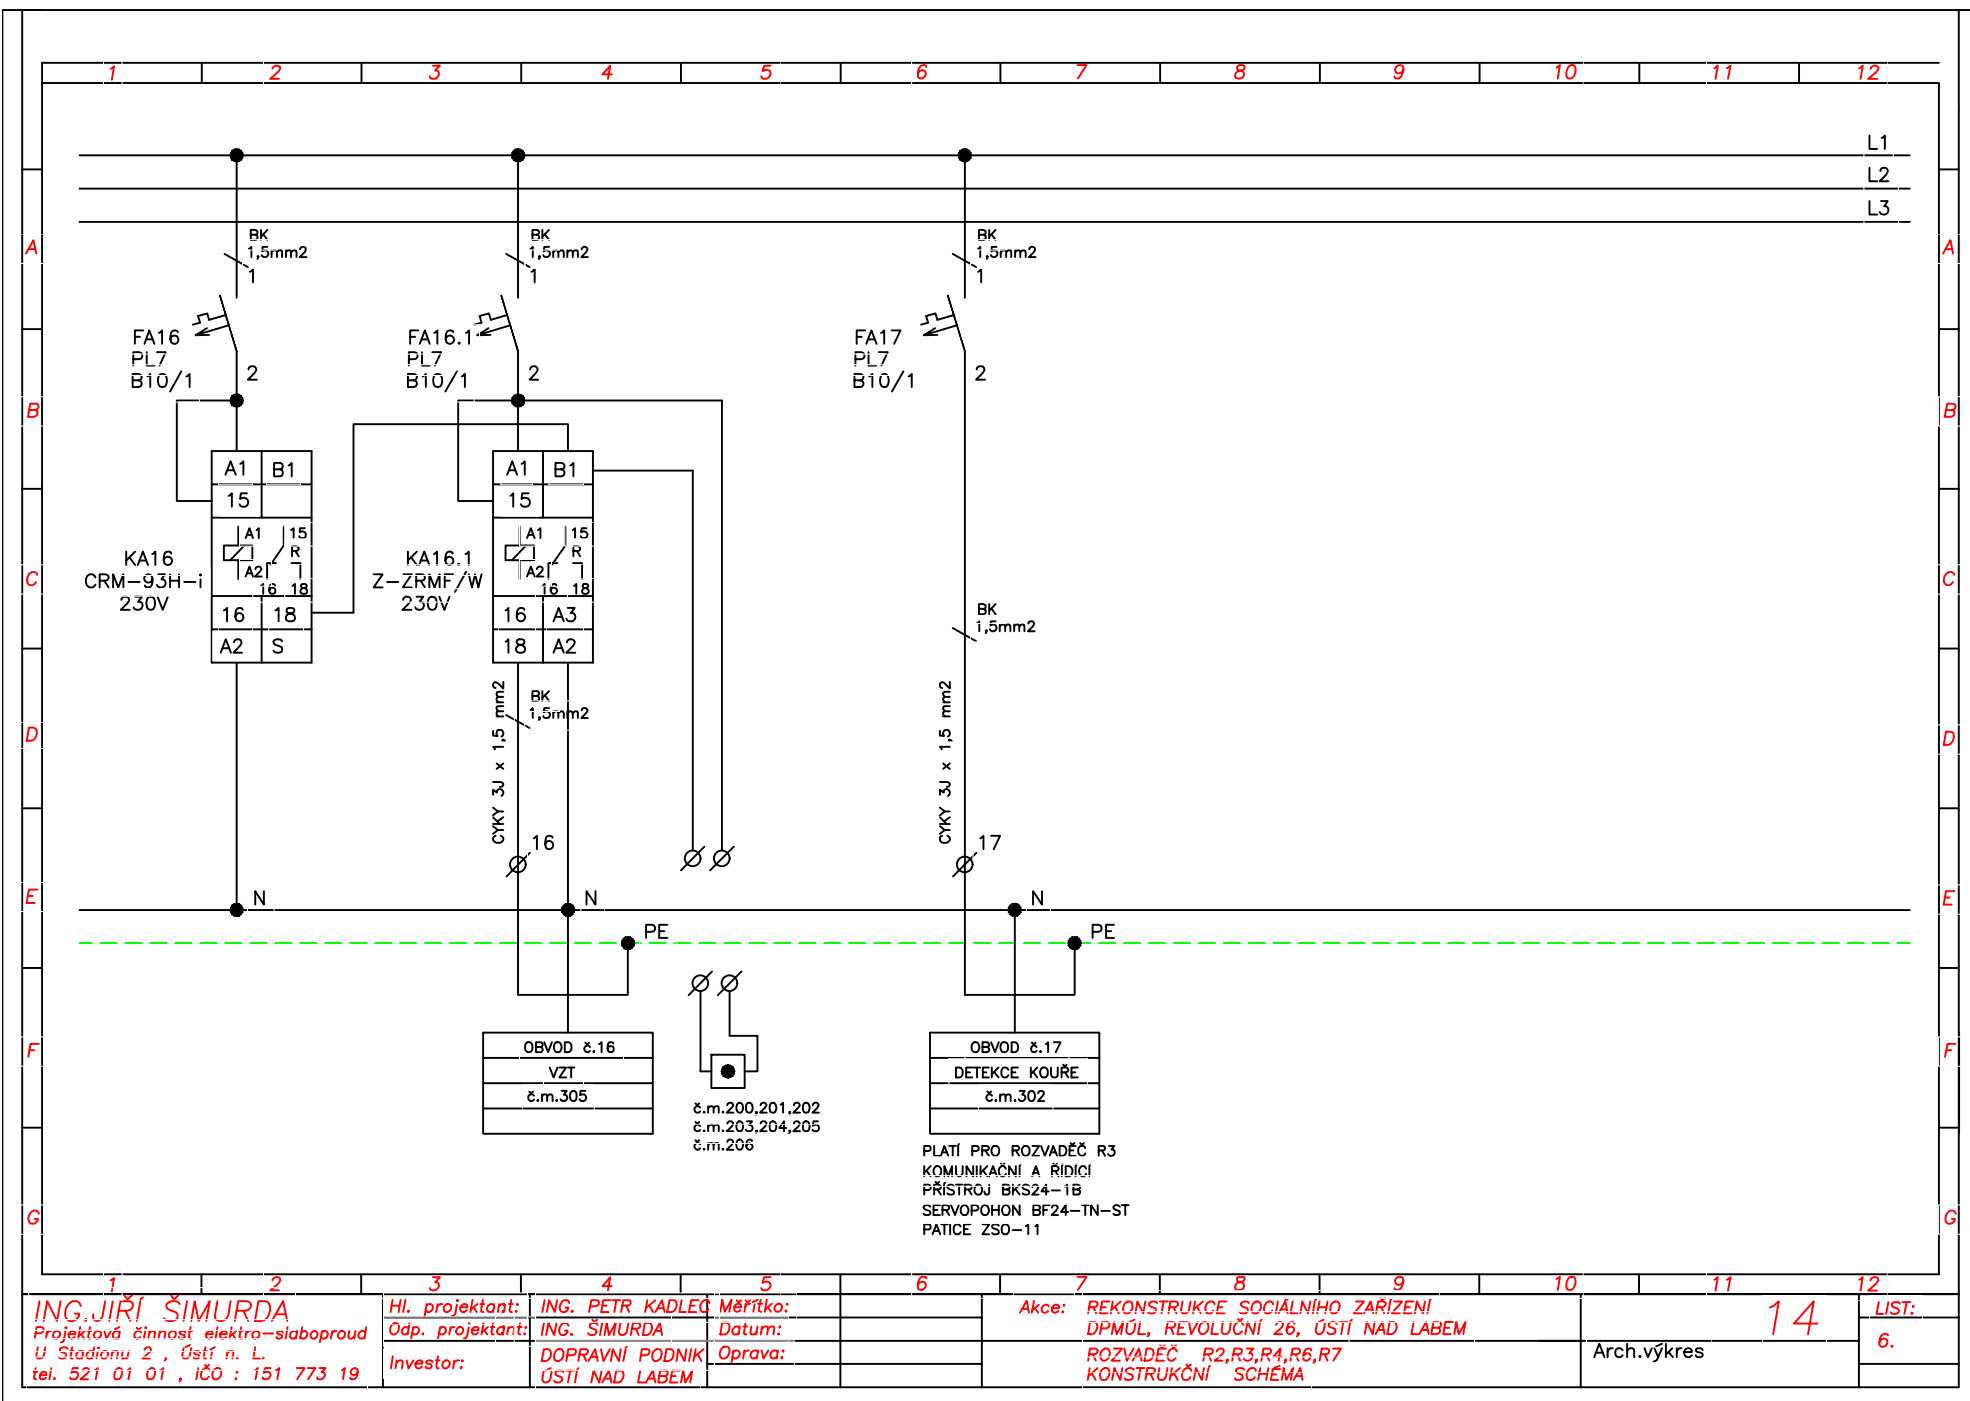 1 2 3 4 5 6 7 8 9 10 11 12
L1
L2
L3
A A
BK
1,5mm2
1
BK
1,5mm2
1
BK
1,5mm2
1
FA16
PL7
B10/1
2
FA16.1
PL7
B10/1
2
FA17
PL7
B10/1
2
B B
A1 B1
15
A1 15
R
A2
16 18
16 18
A2 S
KA16
CRM-93H-i
230V
A1 B1
15
A1 15
R
A2
16 18
16 A3
18 A2
KA16.1
Z-ZRMF/W
230V
C C
BK
1,5mm2
BK
1,5mm2
CYKY 3J x 1,5 mm2
CYKY 3J x 1,5 mm2
D D
16
17
E E
N
N
N
PE
PE
F F
OBVOD č.16
VZT
č.m.305
č.m.200,201,202
č.m.203,204,205
č.m.206
OBVOD č.17
DETEKCE KOUŘE
č.m.302
PLATÍ PRO ROZVADĚČ R3
KOMUNIKAČNÍ A ŘÍDÍCÍ
PŘÍSTROJ BKS24-1B
SERVOPOHON BF24-TN-ST
PATICE ZSO-11
G G
1 2 3 4 5 6 7 8 9 10 11 12
ING.JIŘÍ ŠIMURDA
Projektová činnost elektro-slaboproud
U Stadionu 2 , Ústí n. L.
tel. 521 01 01 , IČO : 151 773 19
Hl. projektant: ING. PETR KADLEC
Odp. projektant: ING. ŠIMURDA
Investor: DOPRAVNÍ PODNIK
ÚSTÍ NAD LABEM
Měřítko:
Datum:
Oprava:
Akce: REKONSTRUKCE SOCIÁLNÍHO ZAŘÍZENÍ
DPMÚL, REVOLUČNÍ 26, ÚSTÍ NAD LABEM
ROZVADĚČ R2,R3,R4,R6,R7
KONSTRUKČNÍ SCHÉMA
14
Arch.výkres
LIST:
6.